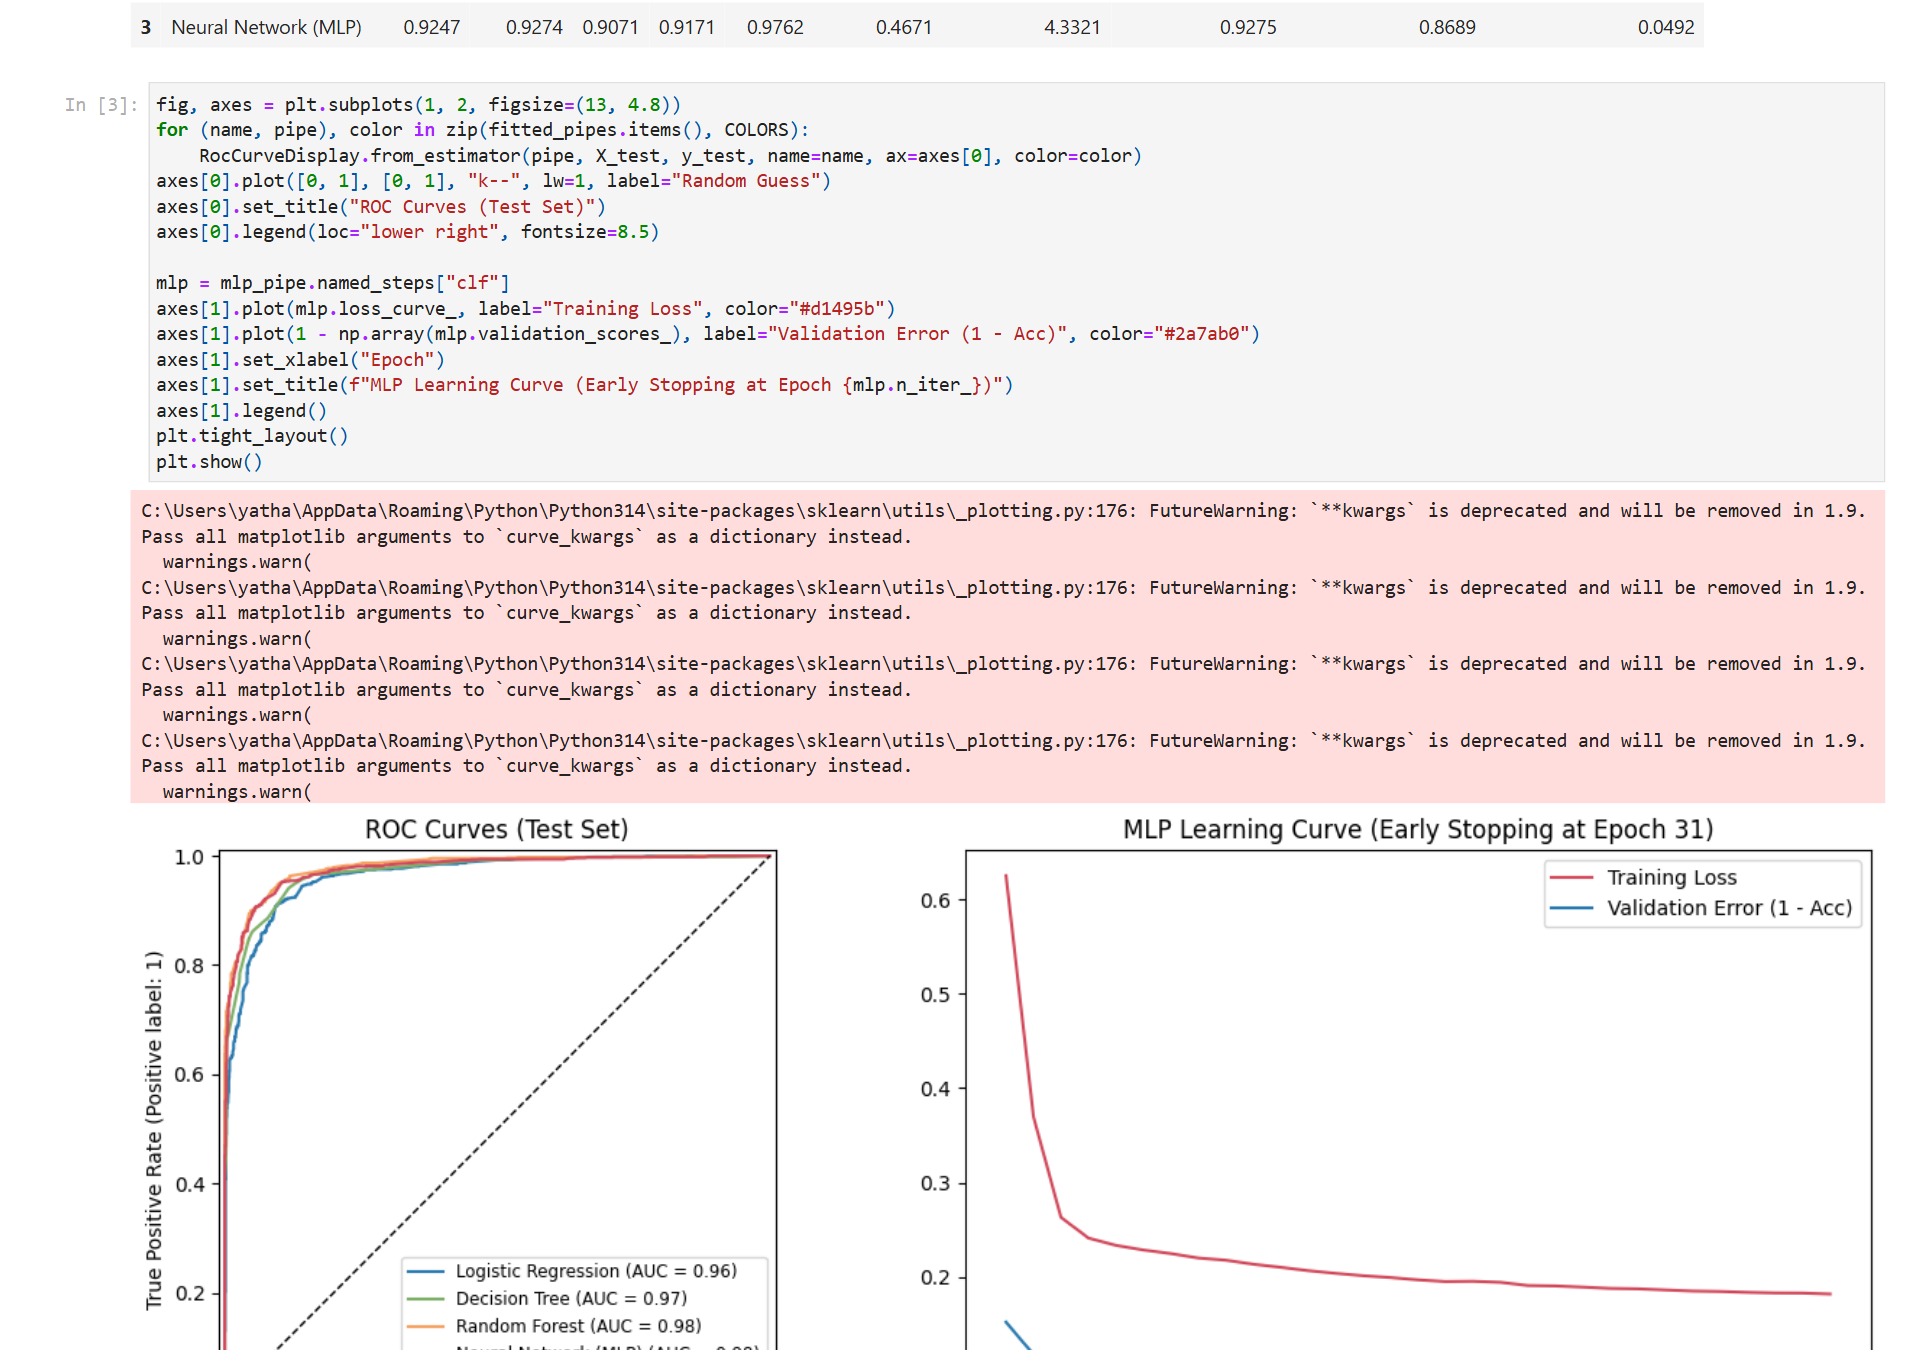 3 Neural Network (MLP) 0.9247 0.9274 0.9071 0.9171 0.9762 0.4671 4.3321 0.9275 0.8689 0.0492
In [3]:
fig, axes = plt.subplots(1, 2, figsize=(13, 4.8))
for (name, pipe), color in zip(fitted_pipes.items(), COLORS):
    RocCurveDisplay.from_estimator(pipe, X_test, y_test, name=name, ax=axes[0], color=color)
axes[0].plot([0, 1], [0, 1], "k--", lw=1, label="Random Guess")
axes[0].set_title("ROC Curves (Test Set)")
axes[0].legend(loc="lower right", fontsize=8.5)
mlp = mlp_pipe.named_steps["clf"]
axes[1].plot(mlp.loss_curve_, label="Training Loss", color="#d1495b")
axes[1].plot(1 - np.array(mlp.validation_scores_), label="Validation Error (1 - Acc)", color="#2a7ab0")
axes[1].set_xlabel("Epoch")
axes[1].set_title(f"MLP Learning Curve (Early Stopping at Epoch {mlp.n_iter_})")
axes[1].legend()
plt.tight_layout()
plt.show()
C:\Users\yatha\AppData\Roaming\Python\Python314\site-packages\sklearn\utils\_plotting.py:176: FutureWarning: `**kwargs` is deprecated and will be removed in 1.9.
Pass all matplotlib arguments to `curve_kwargs` as a dictionary instead.
  warnings.warn(
C:\Users\yatha\AppData\Roaming\Python\Python314\site-packages\sklearn\utils\_plotting.py:176: FutureWarning: `**kwargs` is deprecated and will be removed in 1.9.
Pass all matplotlib arguments to `curve_kwargs` as a dictionary instead.
  warnings.warn(
C:\Users\yatha\AppData\Roaming\Python\Python314\site-packages\sklearn\utils\_plotting.py:176: FutureWarning: `**kwargs` is deprecated and will be removed in 1.9.
Pass all matplotlib arguments to `curve_kwargs` as a dictionary instead.
  warnings.warn(
C:\Users\yatha\AppData\Roaming\Python\Python314\site-packages\sklearn\utils\_plotting.py:176: FutureWarning: `**kwargs` is deprecated and will be removed in 1.9.
Pass all matplotlib arguments to `curve_kwargs` as a dictionary instead.
  warnings.warn(
ROC Curves (Test Set)
True Positive Rate (Positive label: 1)
1.0
0.8
0.6
0.4
0.2
Logistic Regression (AUC = 0.96)
Decision Tree (AUC = 0.97)
Random Forest (AUC = 0.98)
Neural Network (MLP) (AUC = 0.98)
MLP Learning Curve (Early Stopping at Epoch 31)
0.6
0.5
0.4
0.3
0.2
Training Loss
Validation Error (1 - Acc)